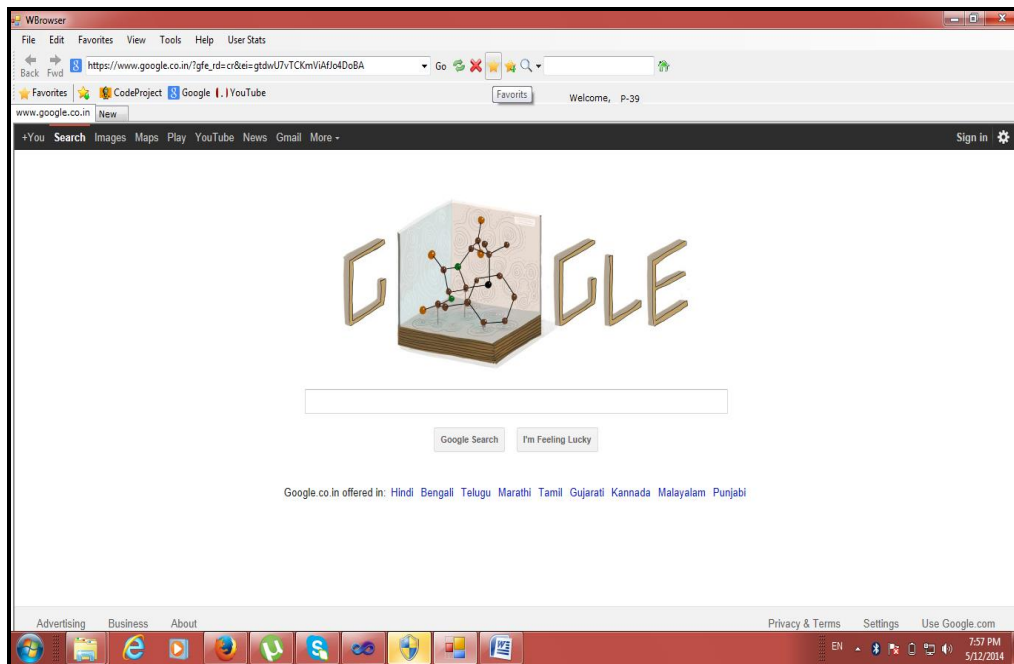 WBrowser
File Edit Favorites View Tools Help User Stats
Back Fwd https://www.google.co.in/?gfe_rd=cr&ei=gtdwU7vTCKmViAfJo4DoBA Go
Favorites CodeProject Google YouTube Favorits Welcome, P-39
www.google.co.in New
+You Search Images Maps Play YouTube News Gmail More Sign in
G GLE
Google Search I'm Feeling Lucky
Google.co.in offered in: Hindi Bengali Telugu Marathi Tamil Gujarati Kannada Malayalam Punjabi
Advertising Business About Privacy & Terms Settings Use Google.com
EN 7:57 PM
5/12/2014